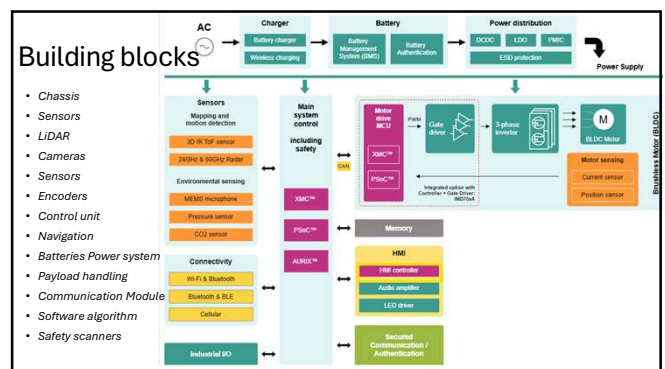 Building blocks
• Chassis
• Sensors
• LiDAR
• Cameras
• Sensors
• Encoders
• Control unit
• Navigation
• Batteries Power system
• Payload handling
• Communication Module
• Software algorithm
• Safety scanners
AC
Charger
Battery charger
Wireless charging
Battery
Battery
Management
System (BMS)
Battery
Authentication
Power distribution
DCDC
LDO
PMIC
ESD protection
Power Supply
Sensors
Mapping and
motion detection
3D IR ToF sensor
24GHz & 60GHz Radar
Environmental sensing
MEMS microphone
Pressure sensor
CO2 sensor
Connectivity
Wi-Fi & Bluetooth
Bluetooth & BLE
Cellular
Industrial I/O
Main
system
control
including
safety
XMC™
PSoC™
AURIX™
CAN
Motor
drive
MCU
XMC™
PSoC™
PWM
Gate
driver
Integrated option with
Controller + Gate Driver:
IMD70xA
3-phase
inverter
M
BLDC Motor
Motor sensing
Current sensor
Position sensor
Brushless Motor (BLDC)
Memory
HMI
HMI controller
Audio amplifier
LED driver
Secured
Communication /
Authentication